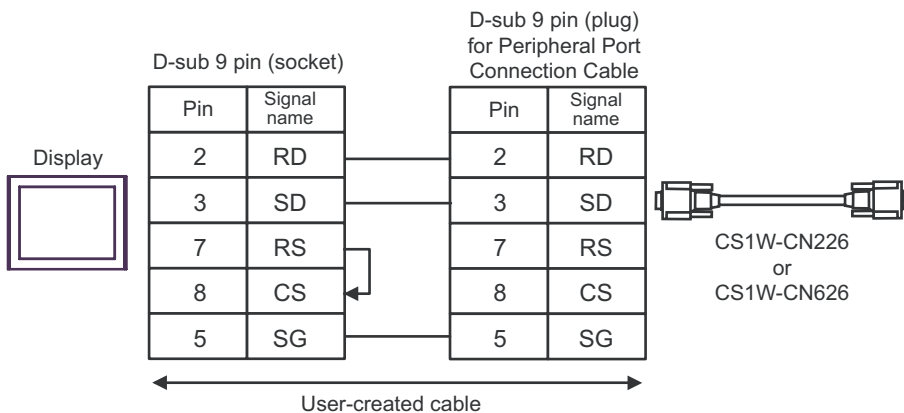 D-sub 9 pin (plug)
for Peripheral Port
Connection Cable
D-sub 9 pin (socket)
Pin Signal name Pin Signal name
Display
2 RD 2 RD
3 SD 3 SD
7 RS 7 RS
8 CS 8 CS
5 SG 5 SG
CS1W-CN226
or
CS1W-CN626
User-created cable